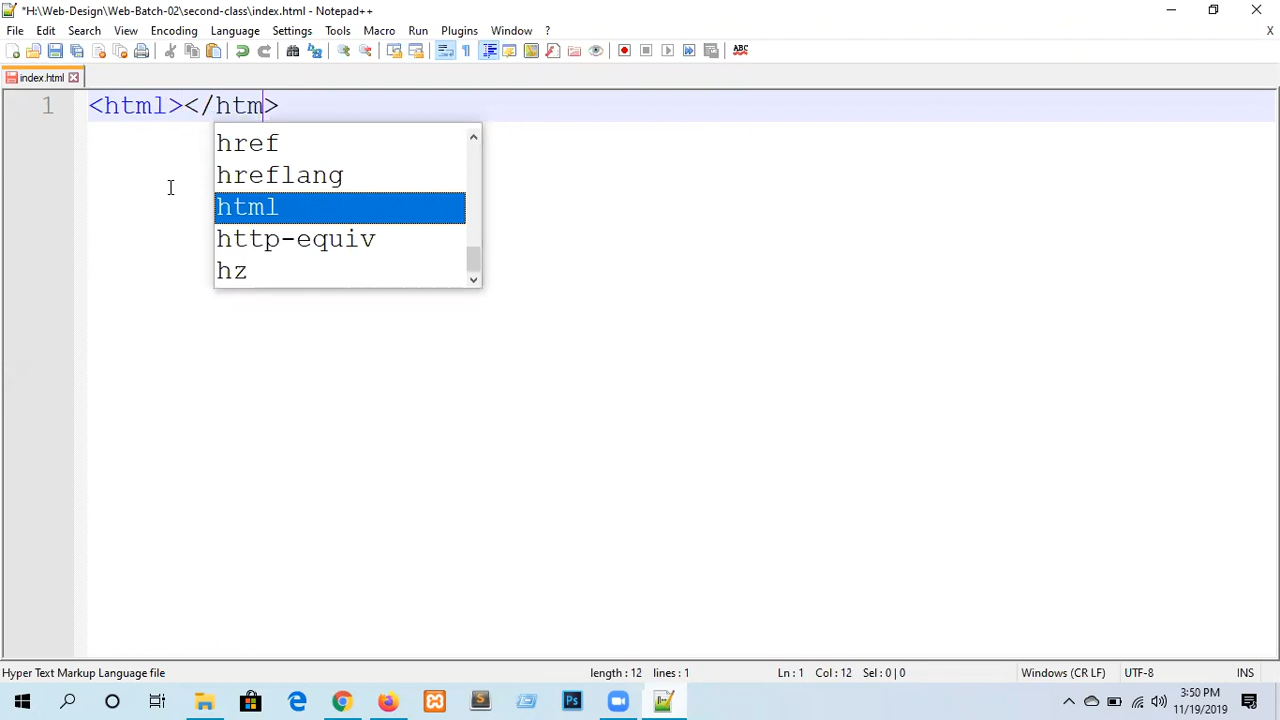 *H:\Web-Design\Web-Batch-02\second-class\index.html - Notepad++
File Edit Search View Encoding Language Settings Tools Macro Run Plugins Window ? X
ABC
index.html
1 <html></htm>
href
hreflang
html
http-equiv
hz
Hyper Text Markup Language file length : 12 lines : 1 Ln : 1 Col : 12 Sel : 0 | 0 Windows (CR LF) UTF-8 INS
S Ps 3:50 PM
11/19/2019